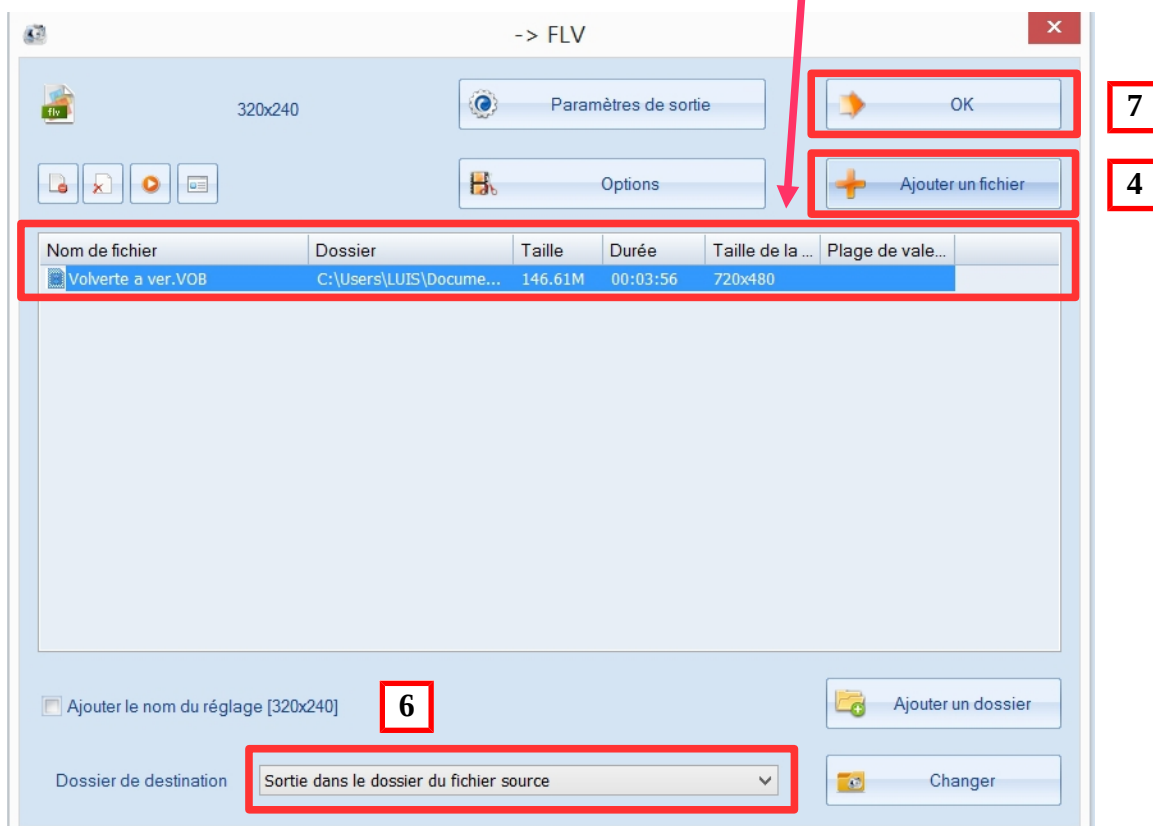 -> FLV
flv
320x240
Paramètres de sortie
OK
7
Options
Ajouter un fichier
4
Nom de fichier Dossier Taille Durée Taille de la ... Plage de vale...
Volverte a ver.VOB C:\Users\LUIS\Docume... 146.61M 00:03:56 720x480
Ajouter le nom du réglage [320x240]
6
Ajouter un dossier
Dossier de destination
Sortie dans le dossier du fichier source
Changer